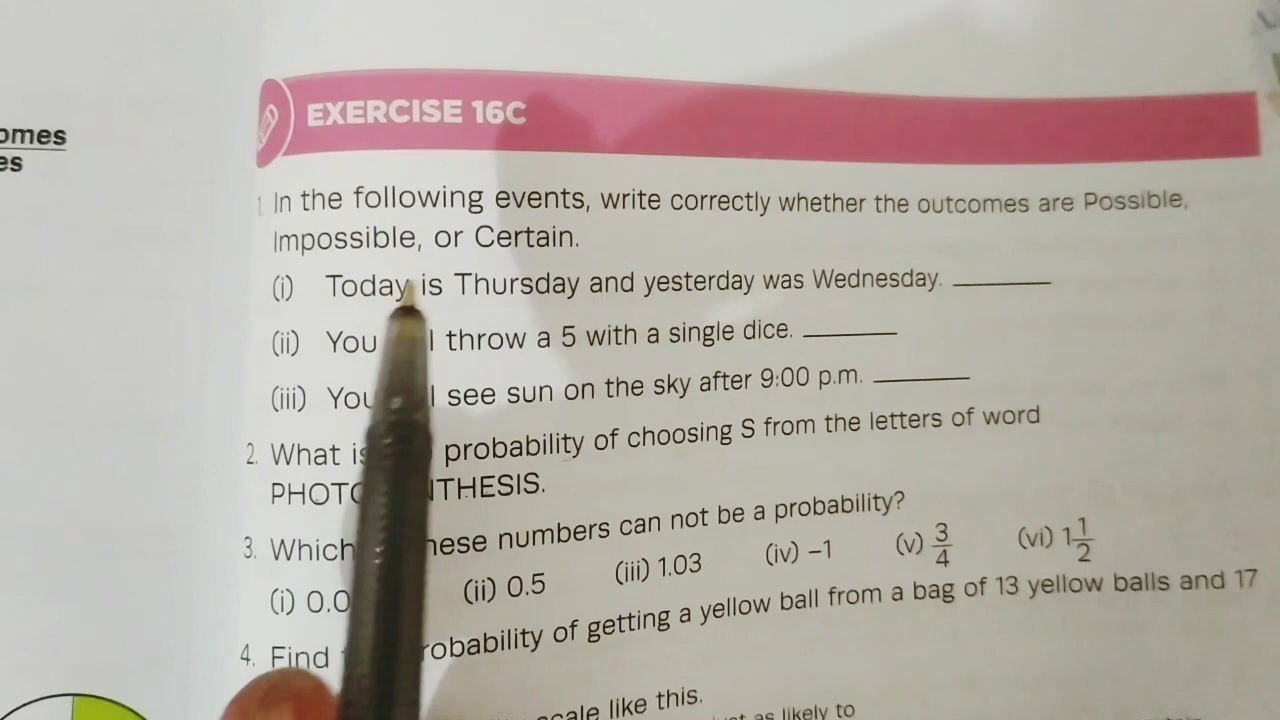 omes
es
EXERCISE 16C
1. In the following events, write correctly whether the outcomes are Possible,
Impossible, or Certain.
(i) Today is Thursday and yesterday was Wednesday.
(ii) You throw a 5 with a single dice.
(iii) You see sun on the sky after 9:00 p.m.
2. What probability of choosing S from the letters of word
PHOTO THESIS.
3. Which numbers can not be a probability?
(i) 0.0 (ii) 0.5 (iii) 1.03 (iv) –1 (v) 3/4 (vi) 1 1/2
4. Find robability of getting a yellow ball from a bag of 13 yellow balls and 17
scale like this.
as likely to